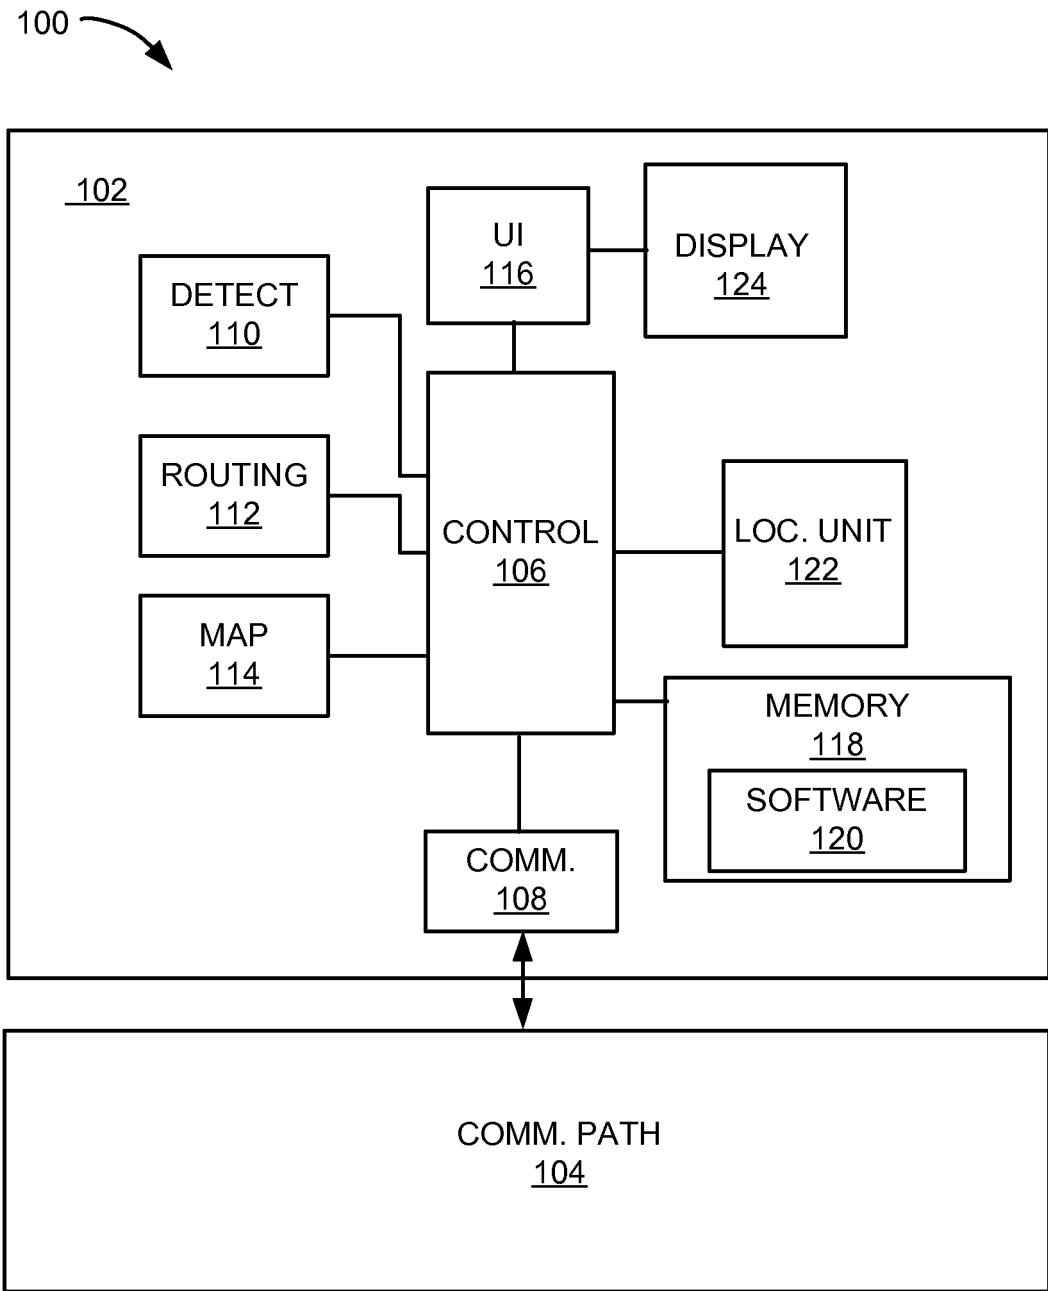 100
102
UI
116
DISPLAY
124
DETECT
110
ROUTING
112
CONTROL
106
LOC. UNIT
122
MAP
114
MEMORY
118
SOFTWARE
120
COMM.
108
COMM. PATH
104